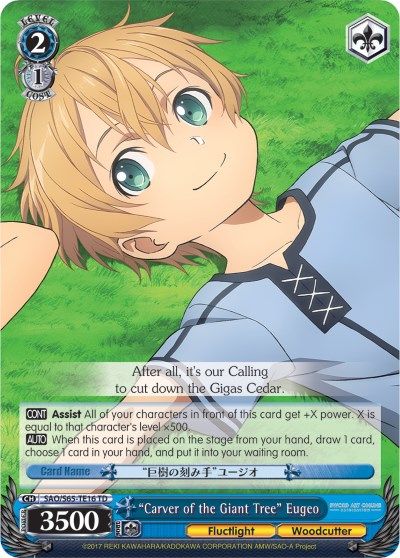 LEVEL
2
1
COST
After all, it's our Calling
to cut down the Gigas Cedar.
CONT Assist All of your characters in front of this card get +X power. X is
equal to that character's level ×500.
AUTO When this card is placed on the stage from your hand, draw 1 card,
choose 1 card in your hand, and put it into your waiting room.
Card Name
“巨樹の刻み手”ユージオ
SAO/S65-TE16 TD
“Carver of the Giant Tree” Eugeo
3500
Fluctlight
Woodcutter
©2017 REKI KAWAHARA/KADOKAWA CORPORATION AMW/SAO-A Project